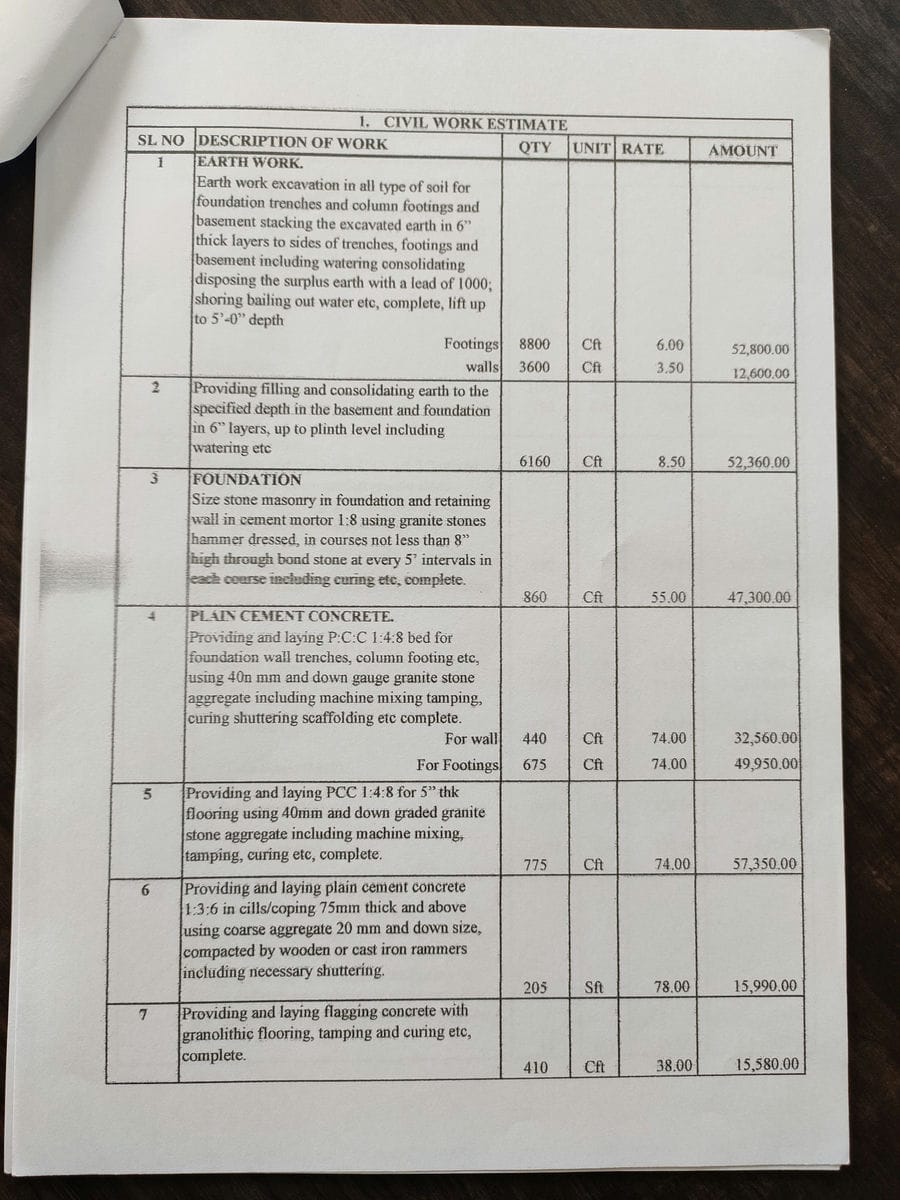 1. CIVIL WORK ESTIMATE
SL NO DESCRIPTION OF WORK QTY UNIT RATE AMOUNT
1 EARTH WORK.
Earth work excavation in all type of soil for
foundation trenches and column footings and
basement stacking the excavated earth in 6”
thick layers to sides of trenches, footings and
basement including watering consolidating
disposing the surplus earth with a lead of 1000;
shoring bailing out water etc, complete, lift up
to 5’-0” depth
Footings 8800 Cft 6.00 52,800.00
walls 3600 Cft 3.50 12,600.00
2 Providing filling and consolidating earth to the
specified depth in the basement and foundation
in 6” layers, up to plinth level including
watering etc
6160 Cft 8.50 52,360.00
3 FOUNDATION
Size stone masonry in foundation and retaining
wall in cement mortor 1:8 using granite stones
hammer dressed, in courses not less than 8”
high through bond stone at every 5’ intervals in
each course including curing etc, complete.
860 Cft 55.00 47,300.00
4 PLAIN CEMENT CONCRETE.
Providing and laying P:C:C 1:4:8 bed for
foundation wall trenches, column footing etc,
using 40n mm and down gauge granite stone
aggregate including machine mixing tamping,
curing shuttering scaffolding etc complete.
For wall 440 Cft 74.00 32,560.00
For Footings 675 Cft 74.00 49,950.00
5 Providing and laying PCC 1:4:8 for 5” thk
flooring using 40mm and down graded granite
stone aggregate including machine mixing,
tamping, curing etc, complete.
775 Cft 74.00 57,350.00
6 Providing and laying plain cement concrete
1:3:6 in cills/coping 75mm thick and above
using coarse aggregate 20 mm and down size,
compacted by wooden or cast iron rammers
including necessary shuttering.
205 Sft 78.00 15,990.00
7 Providing and laying flagging concrete with
granolithic flooring, tamping and curing etc,
complete.
410 Cft 38.00 15,580.00